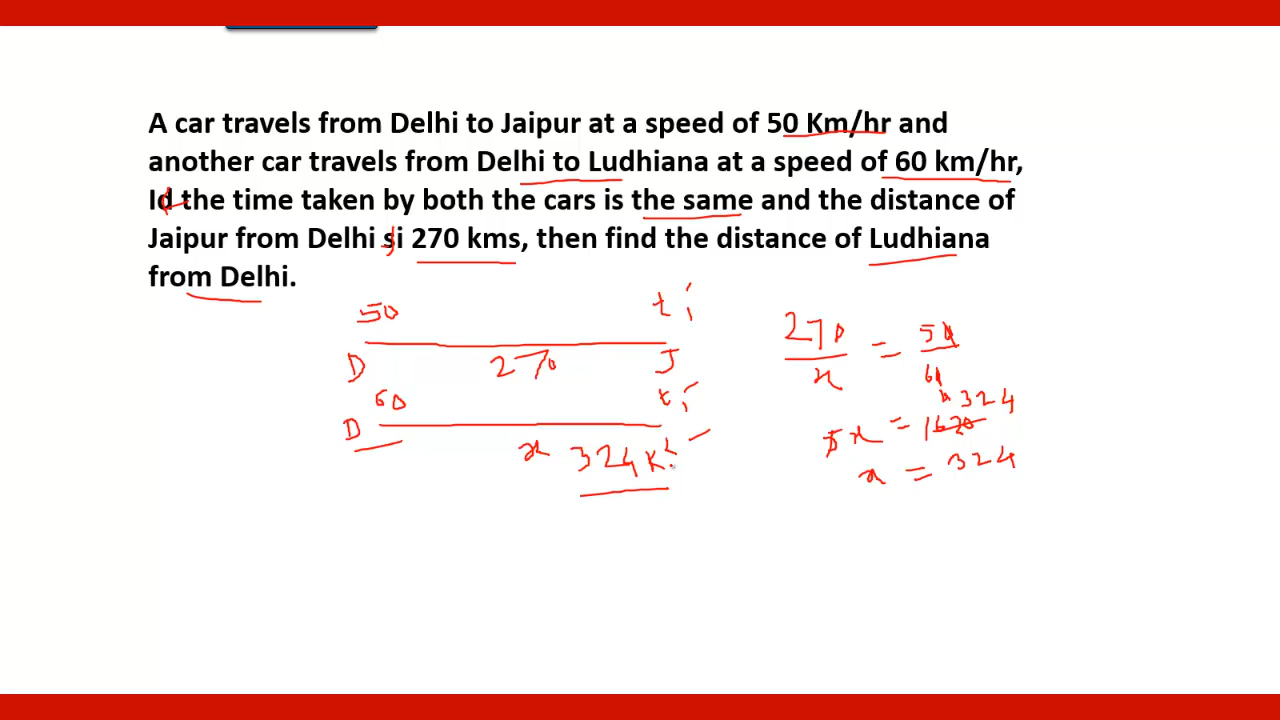 A car travels from Delhi to Jaipur at a speed of 50 Km/hr and
another car travels from Delhi to Ludhiana at a speed of 60 km/hr,
Id the time taken by both the cars is the same and the distance of
Jaipur from Delhi si 270 kms, then find the distance of Ludhiana
from Delhi.
50 t
D 270 J
60 t
D x 324 K
270/x = 50/60
324
5x = 1620
x = 324